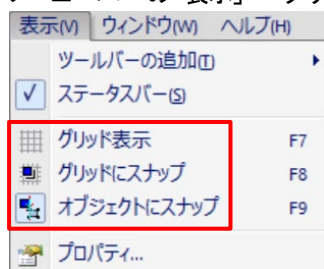 表示(V) ウィンドウ(W) ヘルプ(H)
ツールバーの追加(T)
ステータスバー(S)
グリッド表示 F7
グリッドにスナップ F8
オブジェクトにスナップ F9
プロパティ...